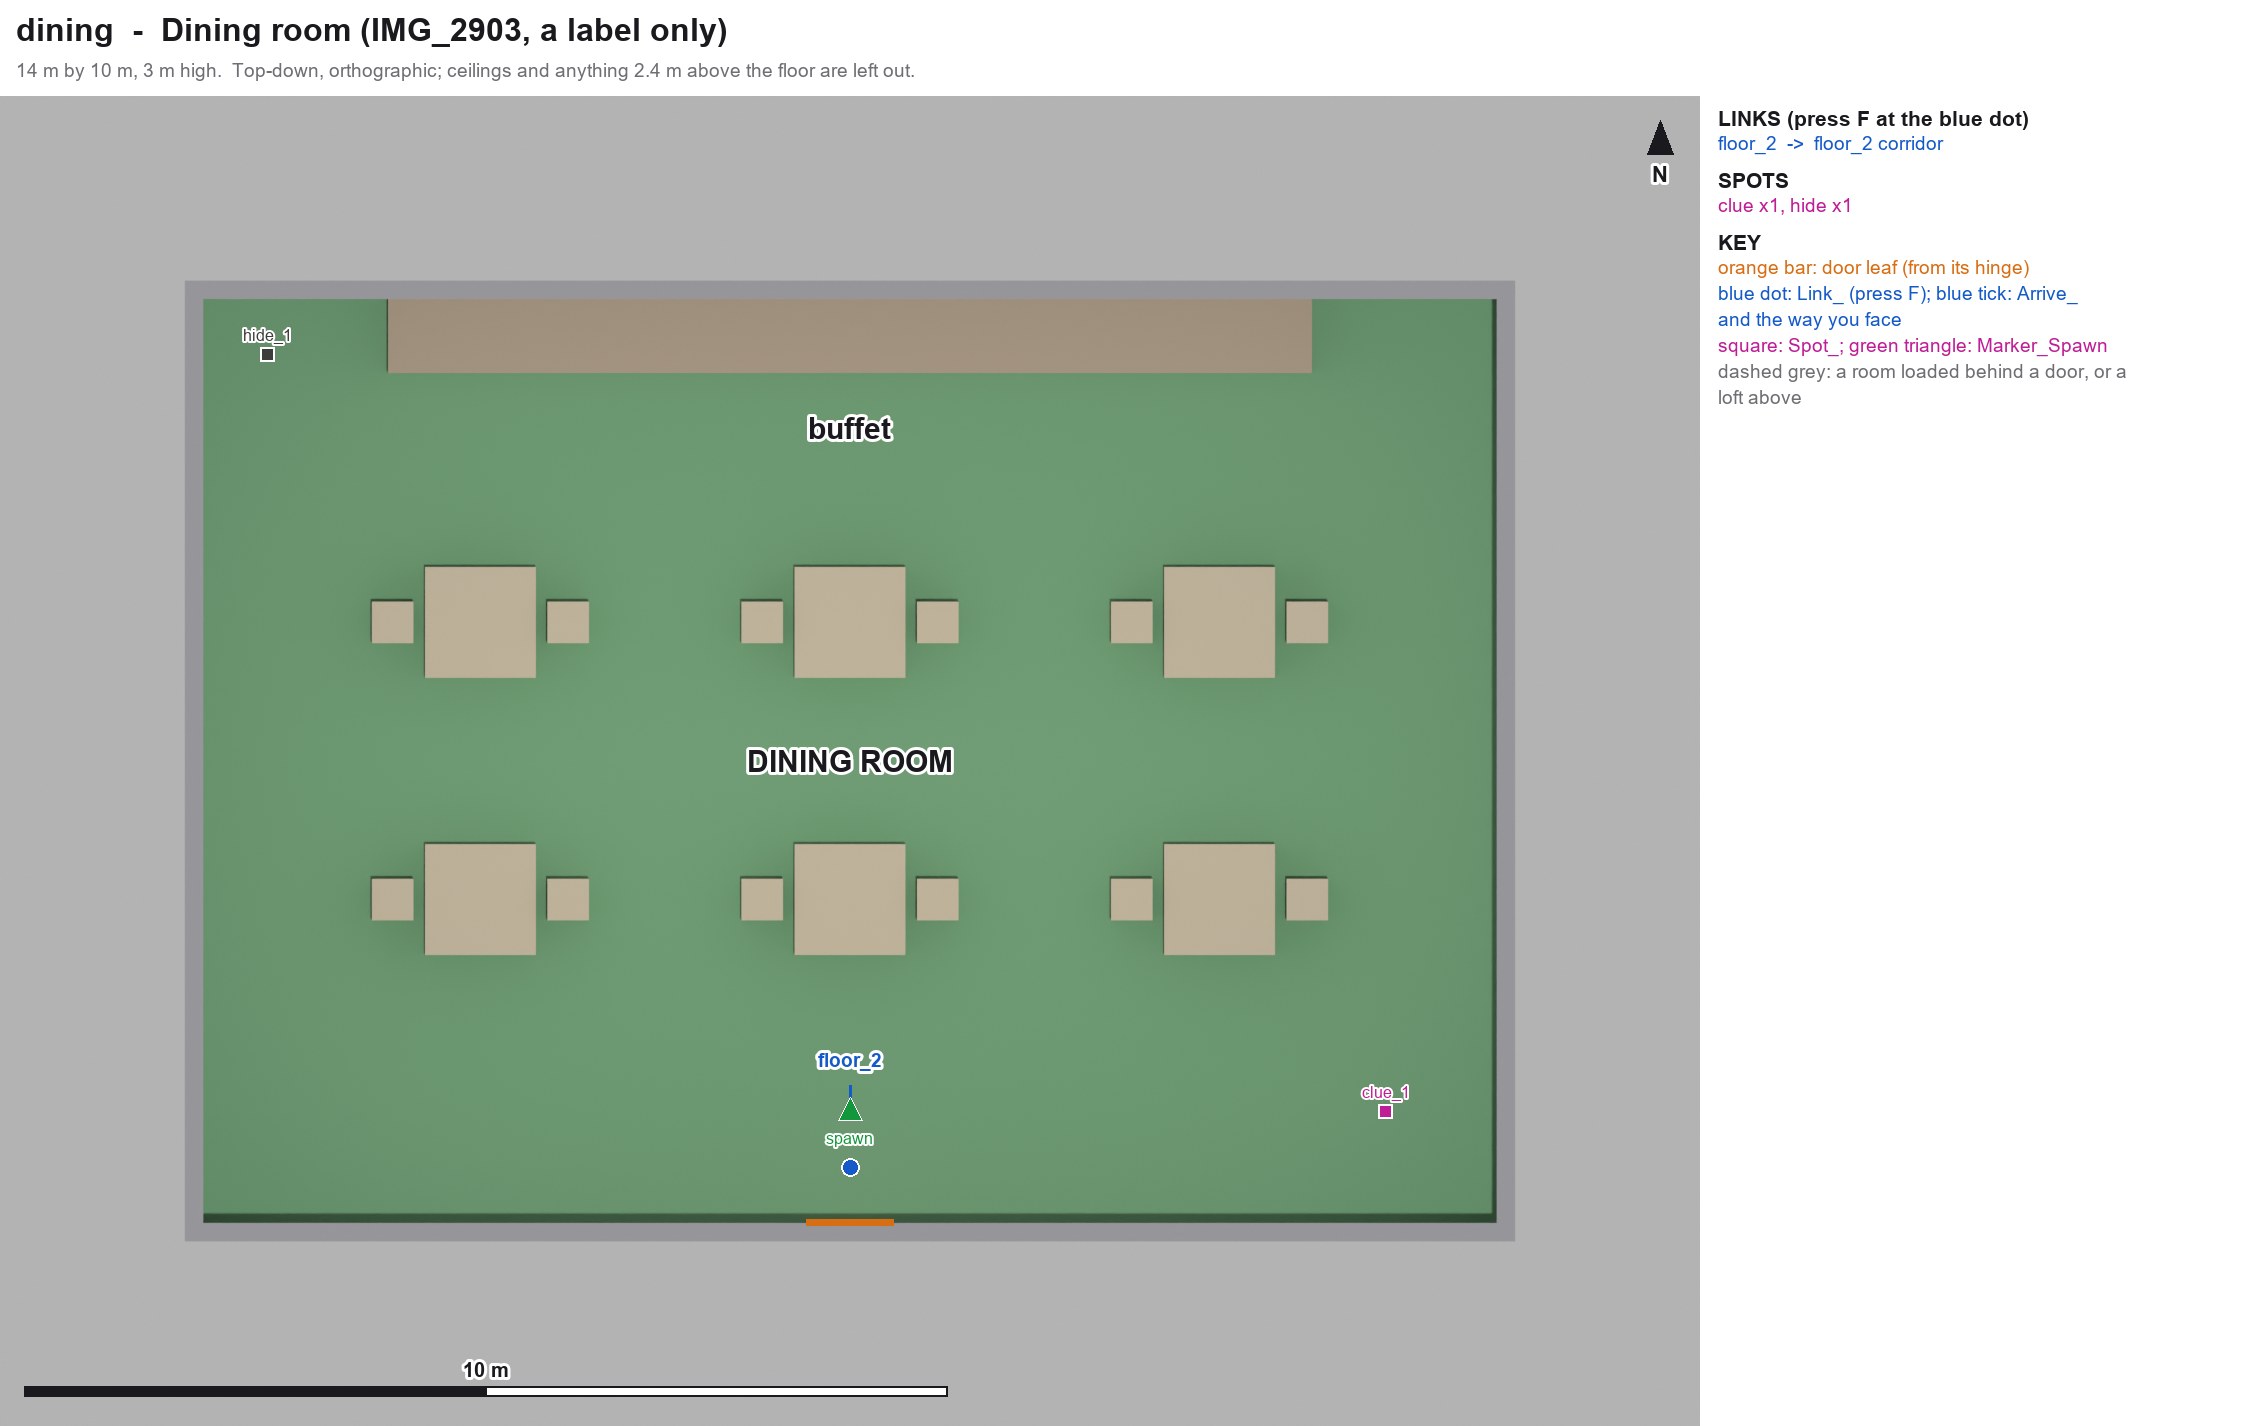 dining  -  Dining room (IMG_2903, a label only)
14 m by 10 m, 3 m high.  Top-down, orthographic; ceilings and anything 2.4 m above the floor are left out.
N
hide_1
buffet
DINING ROOM
floor_2
spawn
clue_1
10 m
LINKS (press F at the blue dot)
floor_2  ->  floor_2 corridor
SPOTS
clue x1, hide x1
KEY
orange bar: door leaf (from its hinge)
blue dot: Link_ (press F); blue tick: Arrive_
and the way you face
square: Spot_; green triangle: Marker_Spawn
dashed grey: a room loaded behind a door, or a
loft above